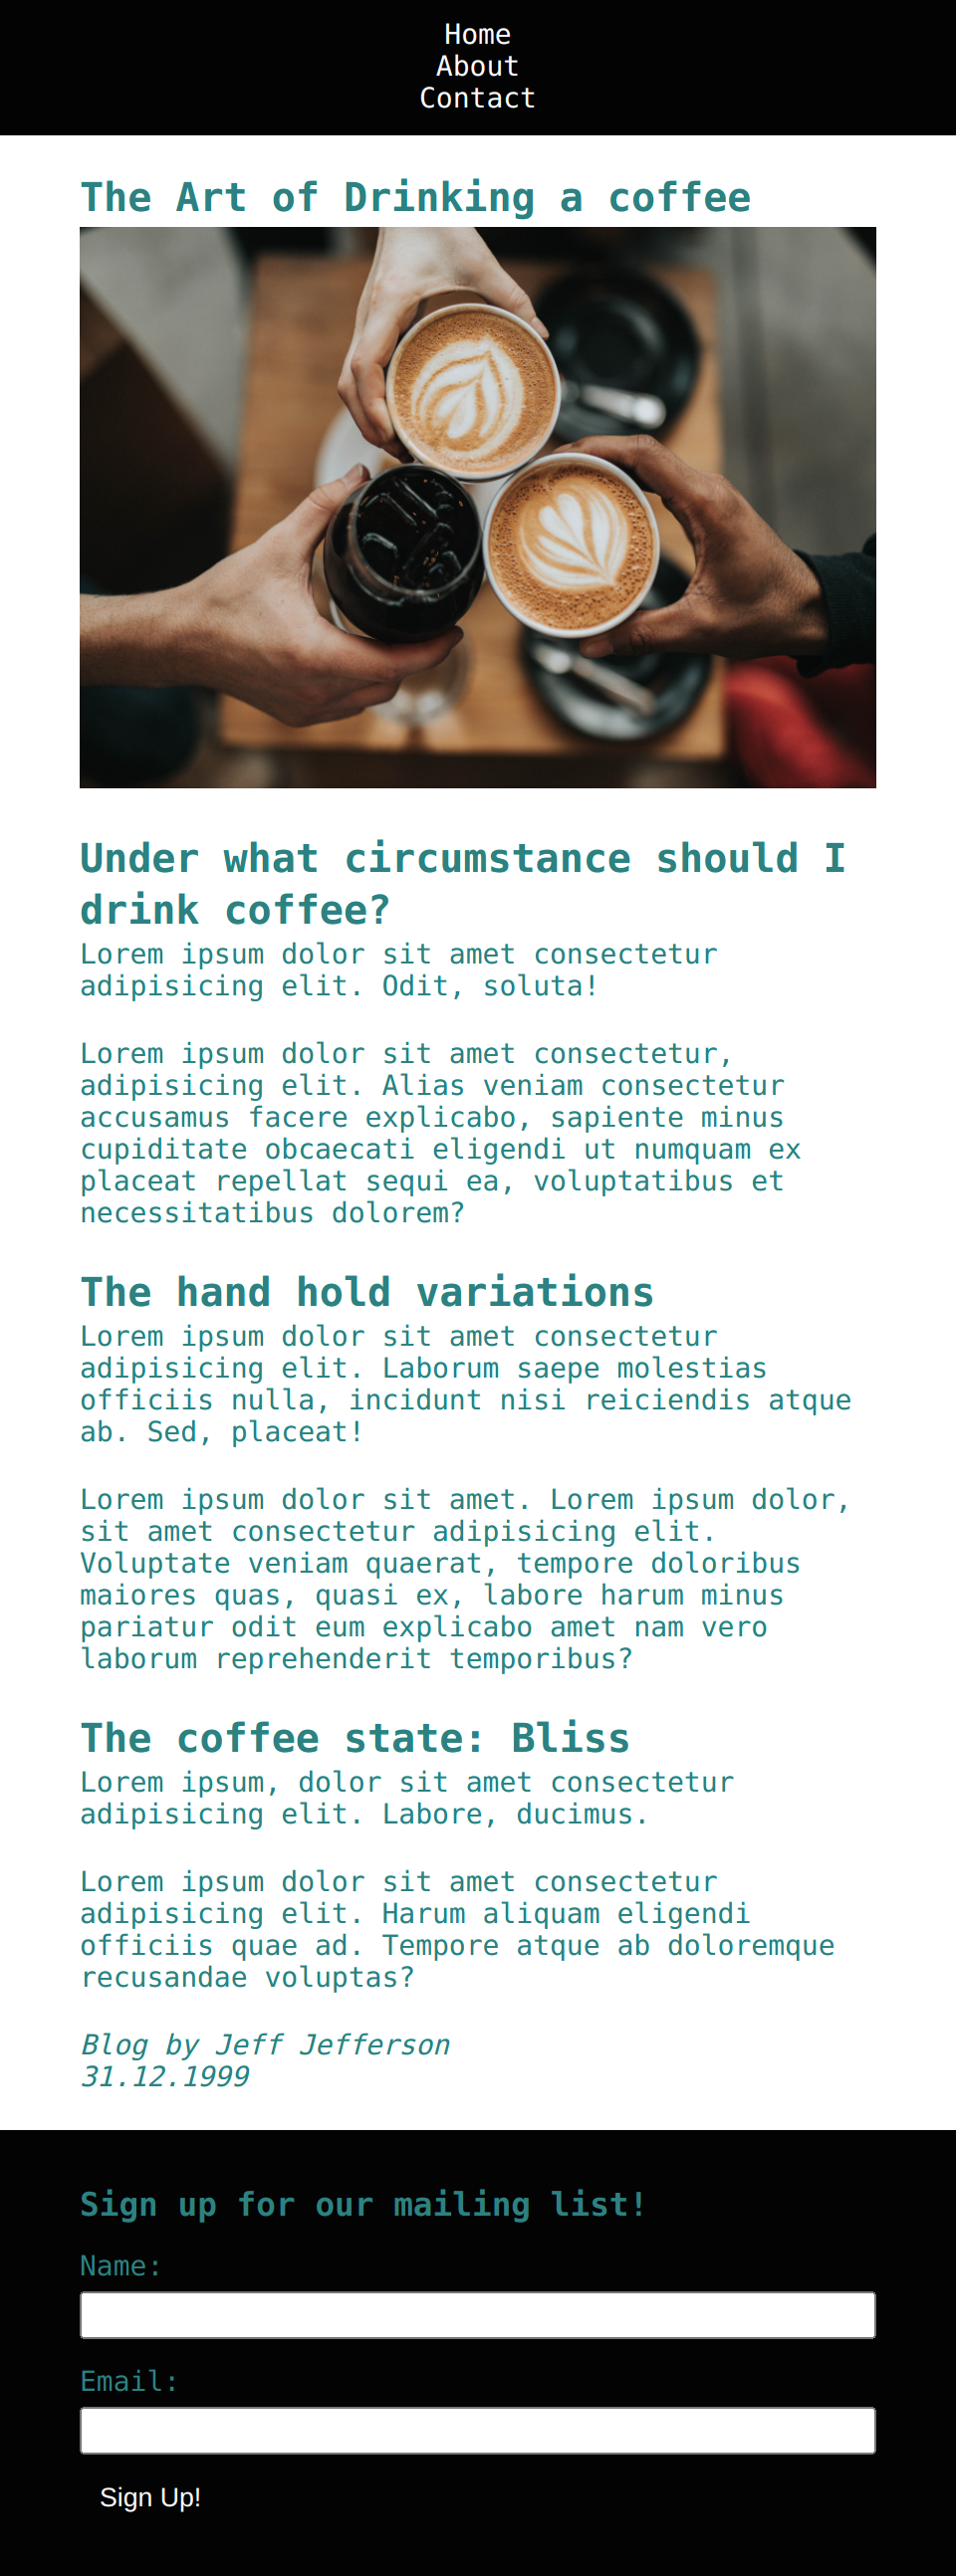 Home
About
Contact
The Art of Drinking a coffee
Under what circumstance should I
drink coffee?
Lorem ipsum dolor sit amet consectetur
adipisicing elit. Odit, soluta!
Lorem ipsum dolor sit amet consectetur,
adipisicing elit. Alias veniam consectetur
accusamus facere explicabo, sapiente minus
cupiditate obcaecati eligendi ut numquam ex
placeat repellat sequi ea, voluptatibus et
necessitatibus dolorem?
The hand hold variations
Lorem ipsum dolor sit amet consectetur
adipisicing elit. Laborum saepe molestias
officiis nulla, incidunt nisi reiciendis atque
ab. Sed, placeat!
Lorem ipsum dolor sit amet. Lorem ipsum dolor,
sit amet consectetur adipisicing elit.
Voluptate veniam quaerat, tempore doloribus
maiores quas, quasi ex, labore harum minus
pariatur odit eum explicabo amet nam vero
laborum reprehenderit temporibus?
The coffee state: Bliss
Lorem ipsum, dolor sit amet consectetur
adipisicing elit. Labore, ducimus.
Lorem ipsum dolor sit amet consectetur
adipisicing elit. Harum aliquam eligendi
officiis quae ad. Tempore atque ab doloremque
recusandae voluptas?
Blog by Jeff Jefferson
31.12.1999
Sign up for our mailing list!
Name:
Email:
Sign Up!